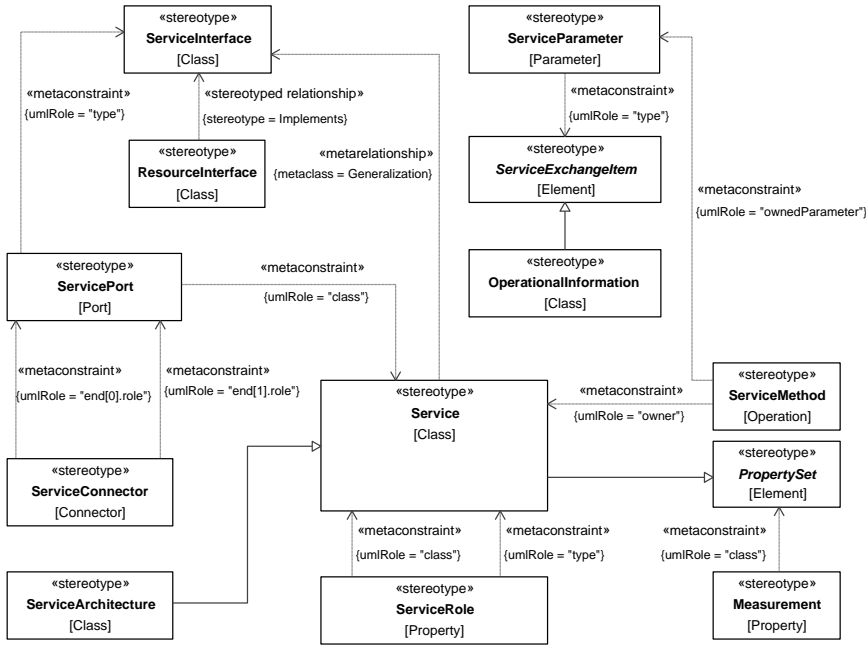 «stereotype»
ServiceInterface
[Class]
«stereotype»
ServiceParameter
[Parameter]
«metaconstraint»
{umlRole = "type"}
«stereotyped relationship»
{stereotype = Implements}
«metaconstraint»
{umlRole = "type"}
«stereotype»
ResourceInterface
[Class]
«metarelationship»
{metaclass = Generalization}
«stereotype»
ServiceExchangeItem
[Element]
«metaconstraint»
{umlRole = "ownedParameter"}
«stereotype»
ServicePort
[Port]
«metaconstraint»
{umlRole = "class"}
«stereotype»
OperationalInformation
[Class]
«metaconstraint»
{umlRole = "end[0].role"}
«metaconstraint»
{umlRole = "end[1].role"}
«stereotype»
Service
[Class]
«metaconstraint»
{umlRole = "owner"}
«stereotype»
ServiceMethod
[Operation]
«stereotype»
ServiceConnector
[Connector]
«stereotype»
PropertySet
[Element]
«metaconstraint»
{umlRole = "class"}
«metaconstraint»
{umlRole = "type"}
«metaconstraint»
{umlRole = "class"}
«stereotype»
ServiceArchitecture
[Class]
«stereotype»
ServiceRole
[Property]
«stereotype»
Measurement
[Property]